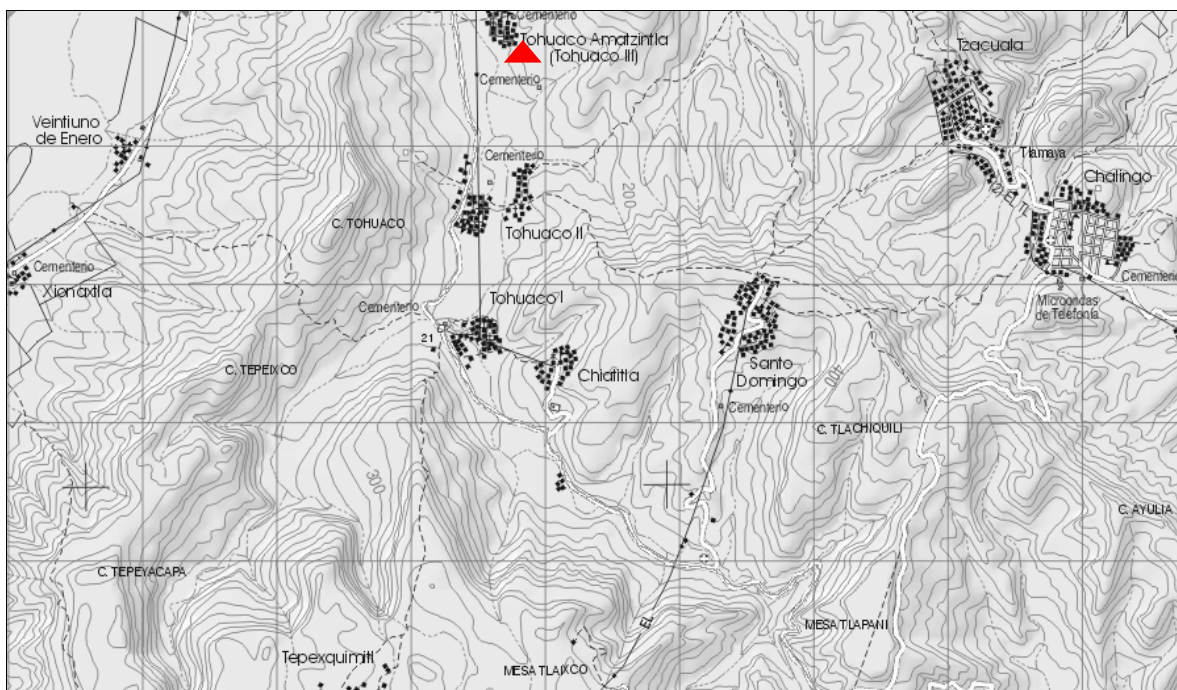 Cementerio
Tohuaco Amatzintla
(Tohuaco III)
Tzacuala
Cementerio
Veintiuno
de Enero
Tlamaya
Cementerio
Chalingo
200
C. TOHUACO
Tohuaco II
Cementerio
Xionaxtla
Cementerio
Microondas
de Telefonía
Cementerio
Tohuaco I
21
C. TEPEIXCO
Chiatitla
Santo
Domingo
400
Cementerio
C. TLACHIQUILI
300
C. AYULIA
C. TEPEYACAPA
EL
MESA TLAPANI
Tepexquimitl
MESA TLAIXCO